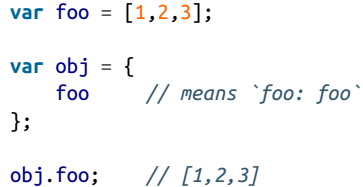 var foo = [1,2,3];
var obj = {
    foo      // means `foo: foo`
};
obj.foo;    // [1,2,3]